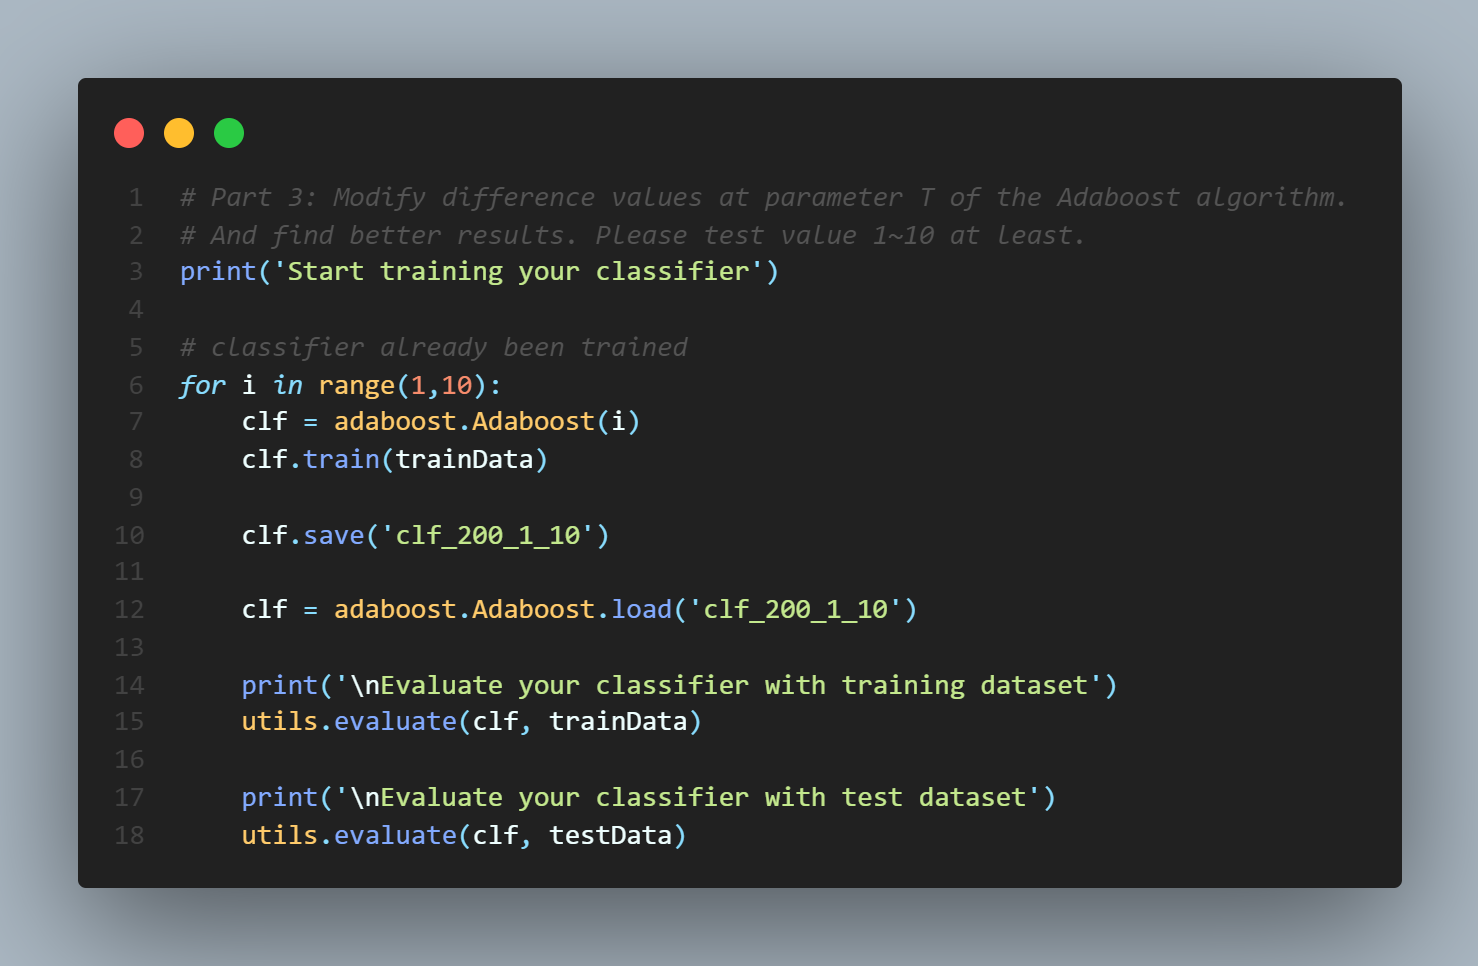 1 # Part 3: Modify difference values at parameter T of the Adaboost algorithm.
2 # And find better results. Please test value 1~10 at least.
3 print('Start training your classifier')
4
5 # classifier already been trained
6 for i in range(1,10):
7     clf = adaboost.Adaboost(i)
8     clf.train(trainData)
9
10     clf.save('clf_200_1_10')
11
12     clf = adaboost.Adaboost.load('clf_200_1_10')
13
14     print('\nEvaluate your classifier with training dataset')
15     utils.evaluate(clf, trainData)
16
17     print('\nEvaluate your classifier with test dataset')
18     utils.evaluate(clf, testData)